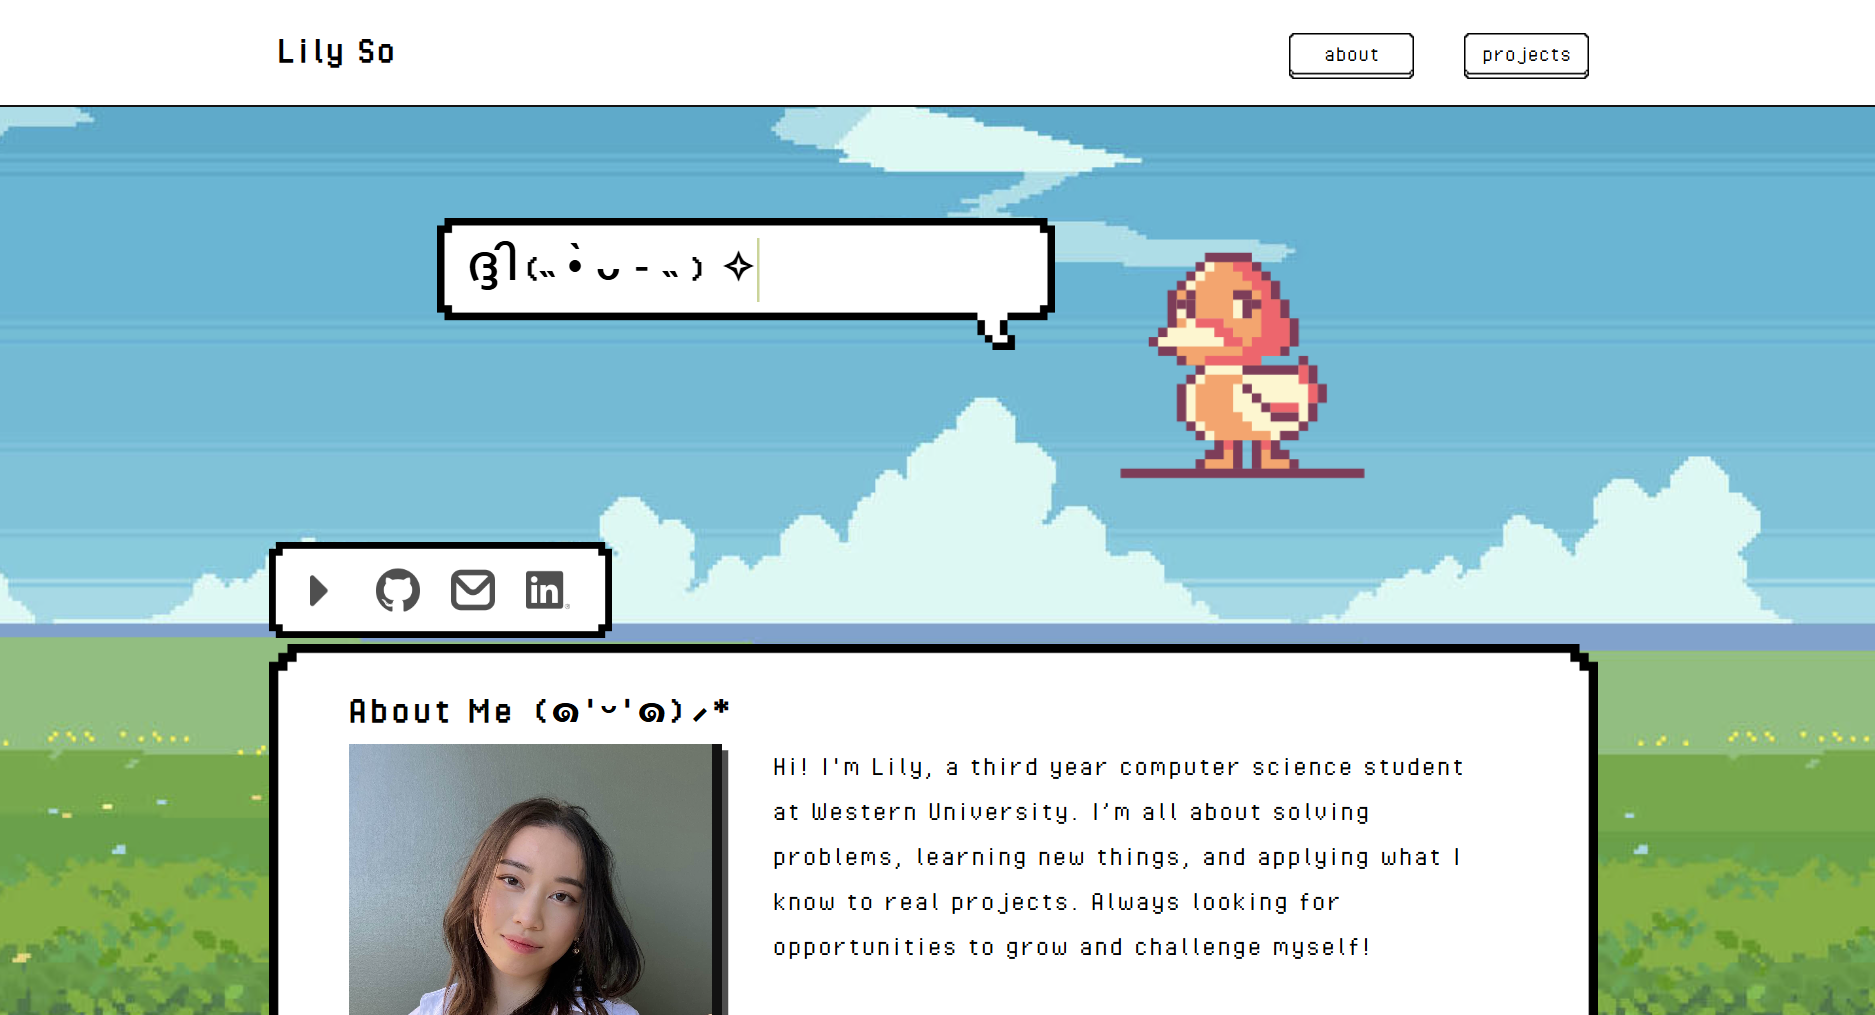 Lily So
about
projects
ദ്ദി(˵ •̀ ᴗ - ˵ ) ✧
in
About Me (๑'ᵕ'๑)⸝*
Hi! I'm Lily, a third year computer science student
at Western University. I’m all about solving
problems, learning new things, and applying what I
know to real projects. Always looking for
opportunities to grow and challenge myself!